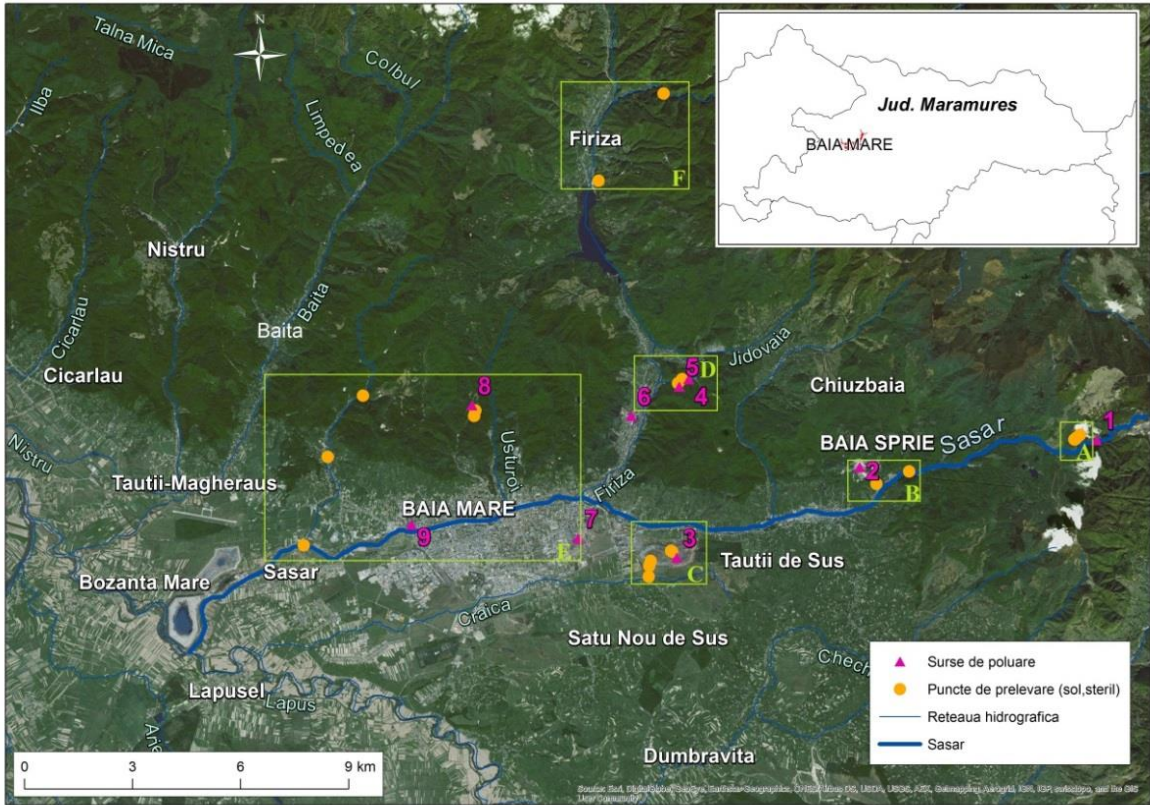 N
Talna Mica
Colbul
Ilba
Limpedea
Firiza
F
Jud. Maramures
BAIA MARE
Nistru
Baita
Baita
Cicarlau
Cicarlau
Jidovaia
5
D
4
6
8
Chiuzbaia
Usturoi
BAIA SPRIE
Sasar
1
A
2
B
Nistru
Tautii-Magheraus
Firiza
BAIA MARE
9
7
3
E
C
Tautii de Sus
Bozanta Mare
Sasar
Craica
Satu Nou de Sus
Lapusel
Lapus
Dumbravita
Surse de poluare
Puncte de prelevare (sol,steril)
Reteaua hidrografica
Sasar
0 3 6 9 km